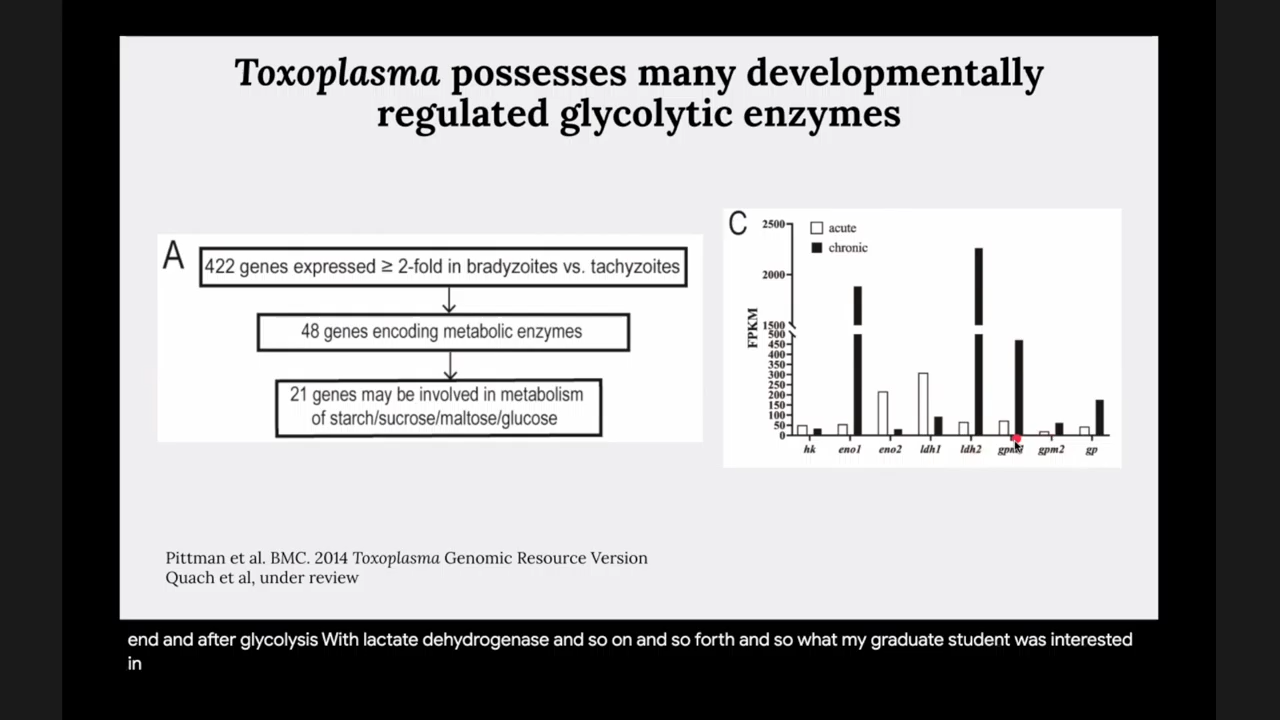 Toxoplasma possesses many developmentally
regulated glycolytic enzymes
A
422 genes expressed ≥ 2-fold in bradyzoites vs. tachyzoites
48 genes encoding metabolic enzymes
21 genes may be involved in metabolism
of starch/sucrose/maltose/glucose
C
acute
chronic
FPKM
2500
2000
1500
500
450
400
350
300
250
200
150
100
50
0
hk eno1 eno2 ldh1 ldh2 gpm2 gp
Pittman et al. BMC. 2014 Toxoplasma Genomic Resource Version
Quach et al, under review
end and after glycolysis With lactate dehydrogenase and so on and so forth and so what my graduate student was interested
in